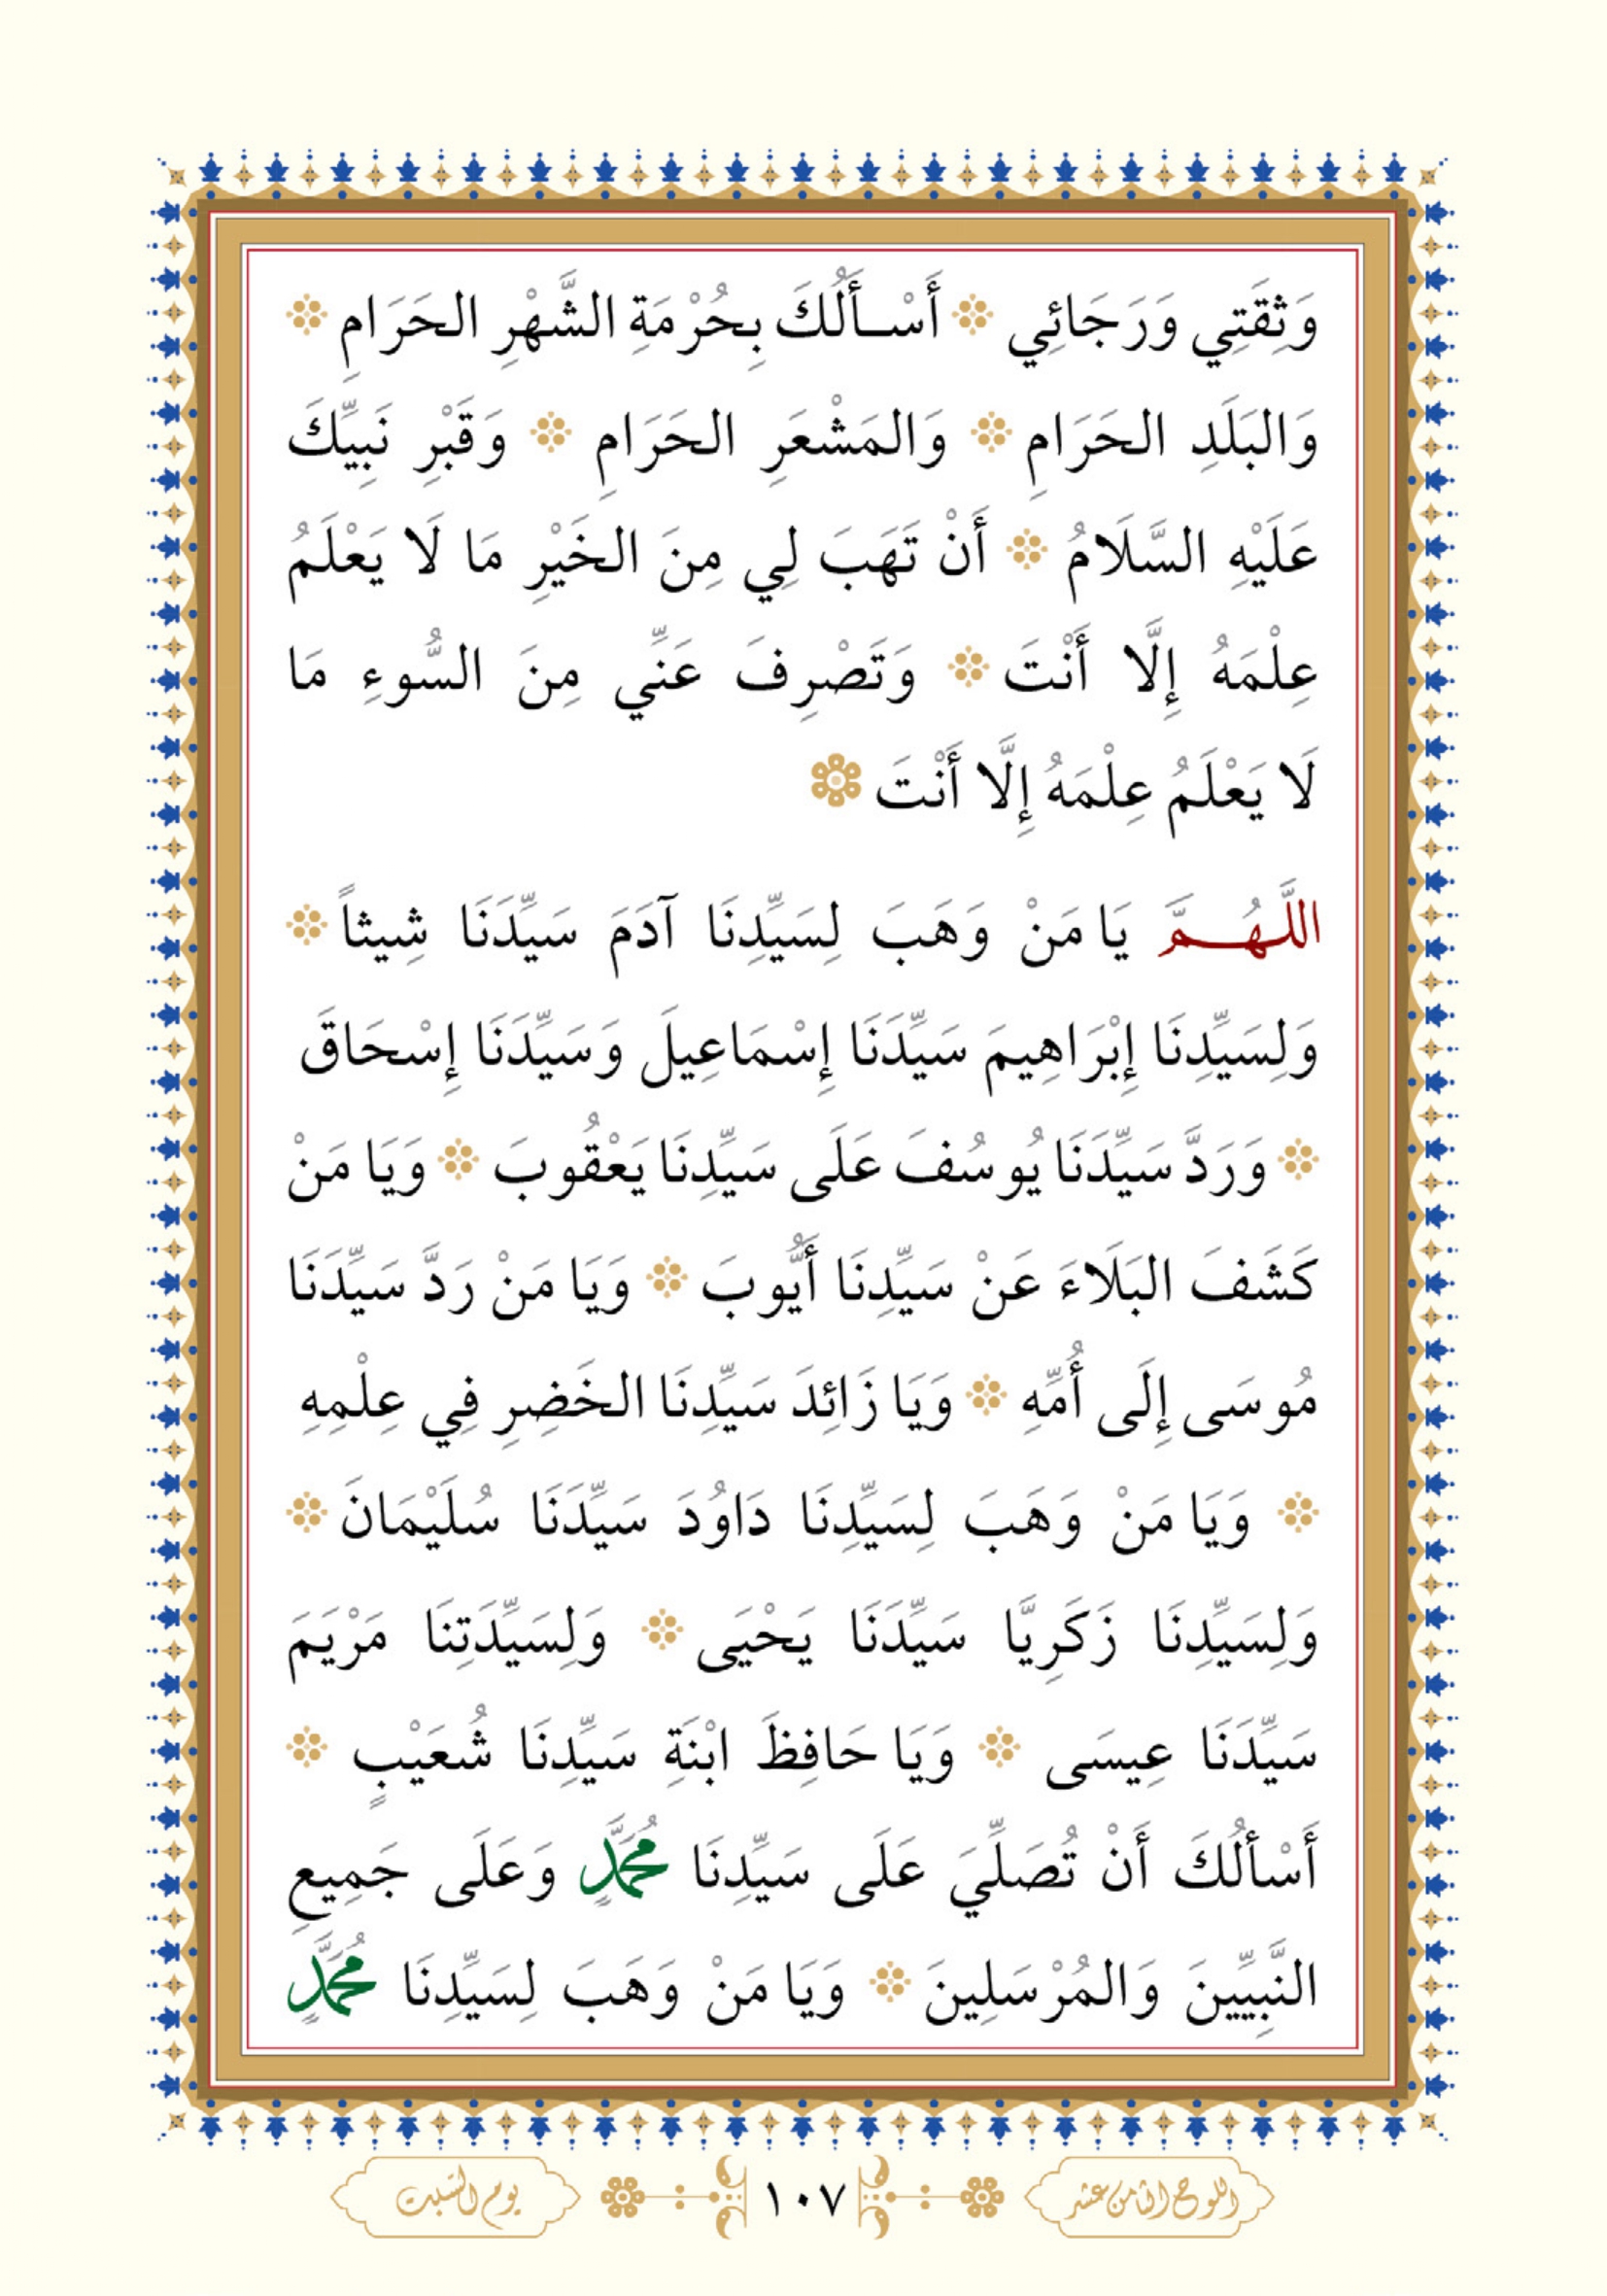 وَثِقَتِي وَرَجَائِي ۞ أَسْـأَلُكَ بِحُرْمَةِ الشَّهْرِ الحَرَامِ ۞
وَالبَلَدِ الحَرَامِ ۞ وَالمَشْعَرِ الحَرَامِ ۞ وَقَبْرِ نَبِيِّكَ
عَلَيْهِ السَّلَامُ ۞ أَنْ تَهَبَ لِي مِنَ الخَيْرِ مَا لَا يَعْلَمُ
عِلْمَهُ إِلَّا أَنْتَ ۞ وَتَصْرِفَ عَنِّي مِنَ السُّوءِ مَا
لَا يَعْلَمُ عِلْمَهُ إِلَّا أَنْتَ ۞
اللَّهُـمَّ يَا مَنْ وَهَبَ لِسَيِّدِنَا آدَمَ سَيِّدَنَا شِيثاً ۞
وَلِسَيِّدِنَا إِبْرَاهِيمَ سَيِّدَنَا إِسْمَاعِيلَ وَسَيِّدَنَا إِسْحَاقَ
۞ وَرَدَّ سَيِّدَنَا يُوسُفَ عَلَى سَيِّدِنَا يَعْقُوبَ ۞ وَيَا مَنْ
كَشَفَ البَلَاءَ عَنْ سَيِّدِنَا أَيُّوبَ ۞ وَيَا مَنْ رَدَّ سَيِّدَنَا
مُوسَى إِلَى أُمِّهِ ۞ وَيَا زَائِدَ سَيِّدِنَا الخَضِرِ فِي عِلْمِهِ
۞ وَيَا مَنْ وَهَبَ لِسَيِّدِنَا دَاوُدَ سَيِّدَنَا سُلَيْمَانَ ۞
وَلِسَيِّدِنَا زَكَرِيَّا سَيِّدَنَا يَحْيَى ۞ وَلِسَيِّدَتِنَا مَرْيَمَ
سَيِّدَنَا عِيسَى ۞ وَيَا حَافِظَ ابْنَةِ سَيِّدِنَا شُعَيْبٍ ۞
أَسْأَلُكَ أَنْ تُصَلِّيَ عَلَى سَيِّدِنَا مُحَمَّدٍ وَعَلَى جَمِيعِ
النَّبِيِّينَ وَالمُرْسَلِينَ ۞ وَيَا مَنْ وَهَبَ لِسَيِّدِنَا مُحَمَّدٍ
اللوح الثامن عشر ١٠٧ يوم السبت